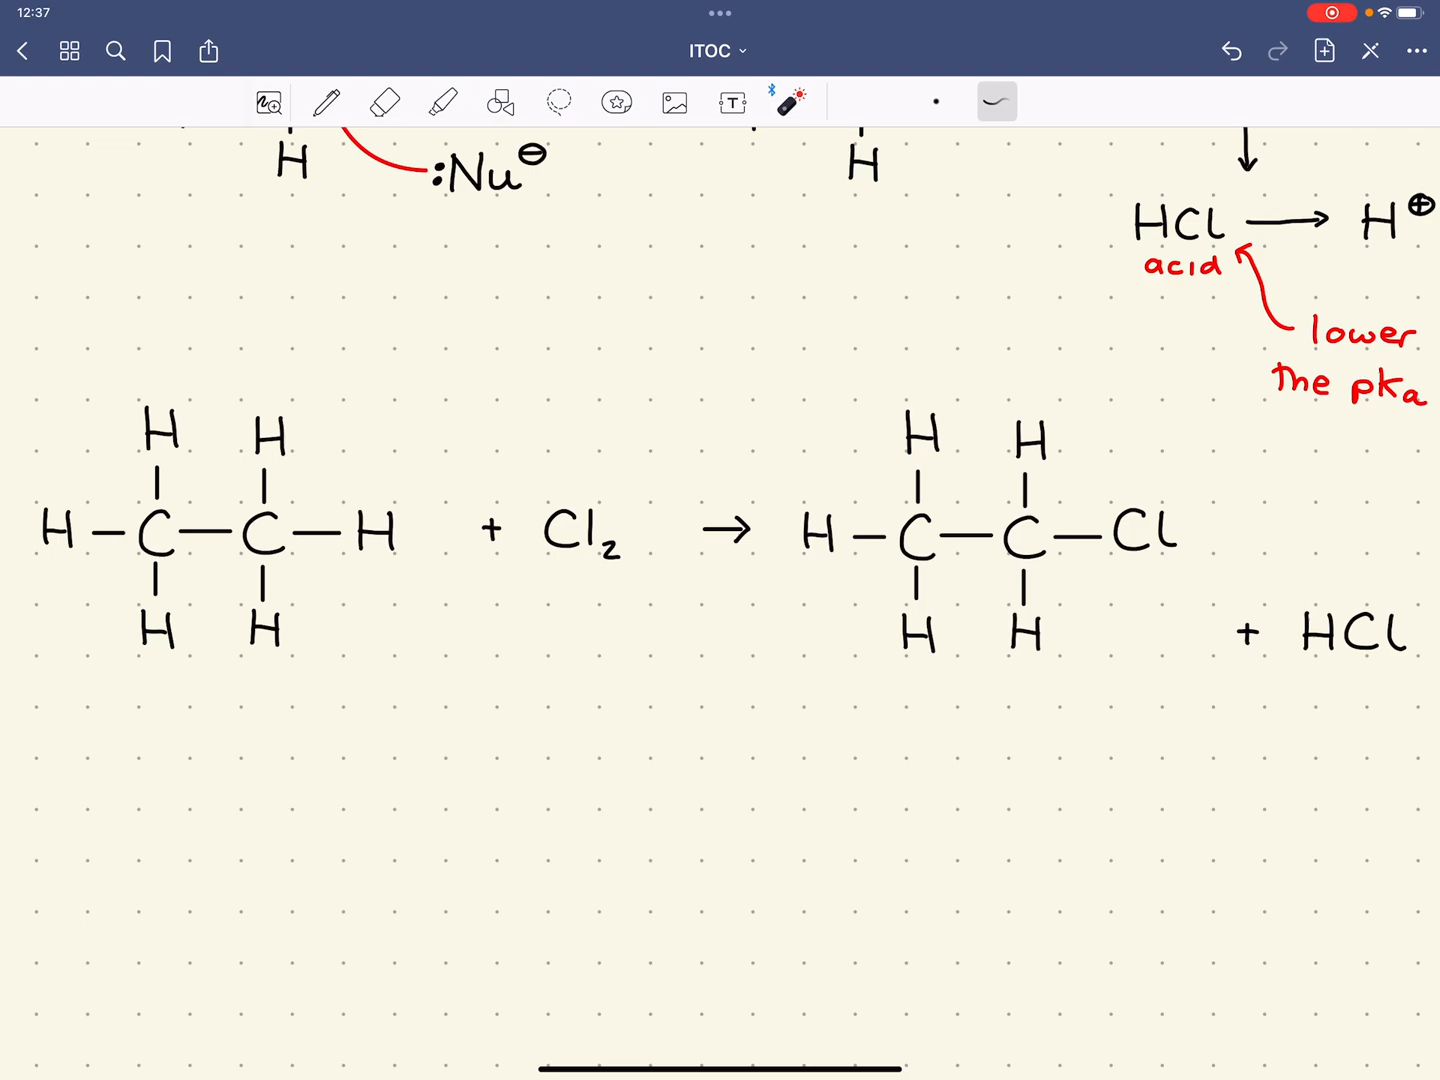 12:37
ITOC
T
H
:Nu⊖
H
HCl → H⊕
acid
lower
the pKa
H H H H
H – C – C – H + Cl₂ → H – C – C – Cl
H H H H + HCl